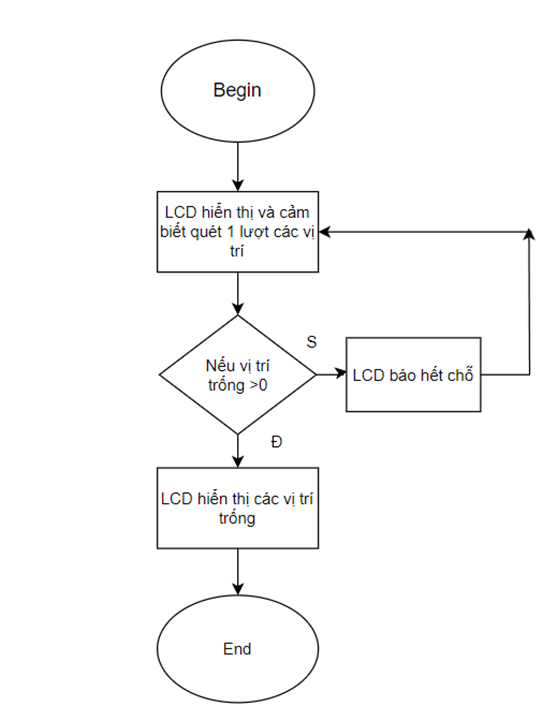 Begin
LCD hiển thị và cảm
biết quét 1 lượt các vị
trí
S
Nếu vị trí
trống >0
LCD báo hết chỗ
Đ
LCD hiển thị các vị trí
trống
End